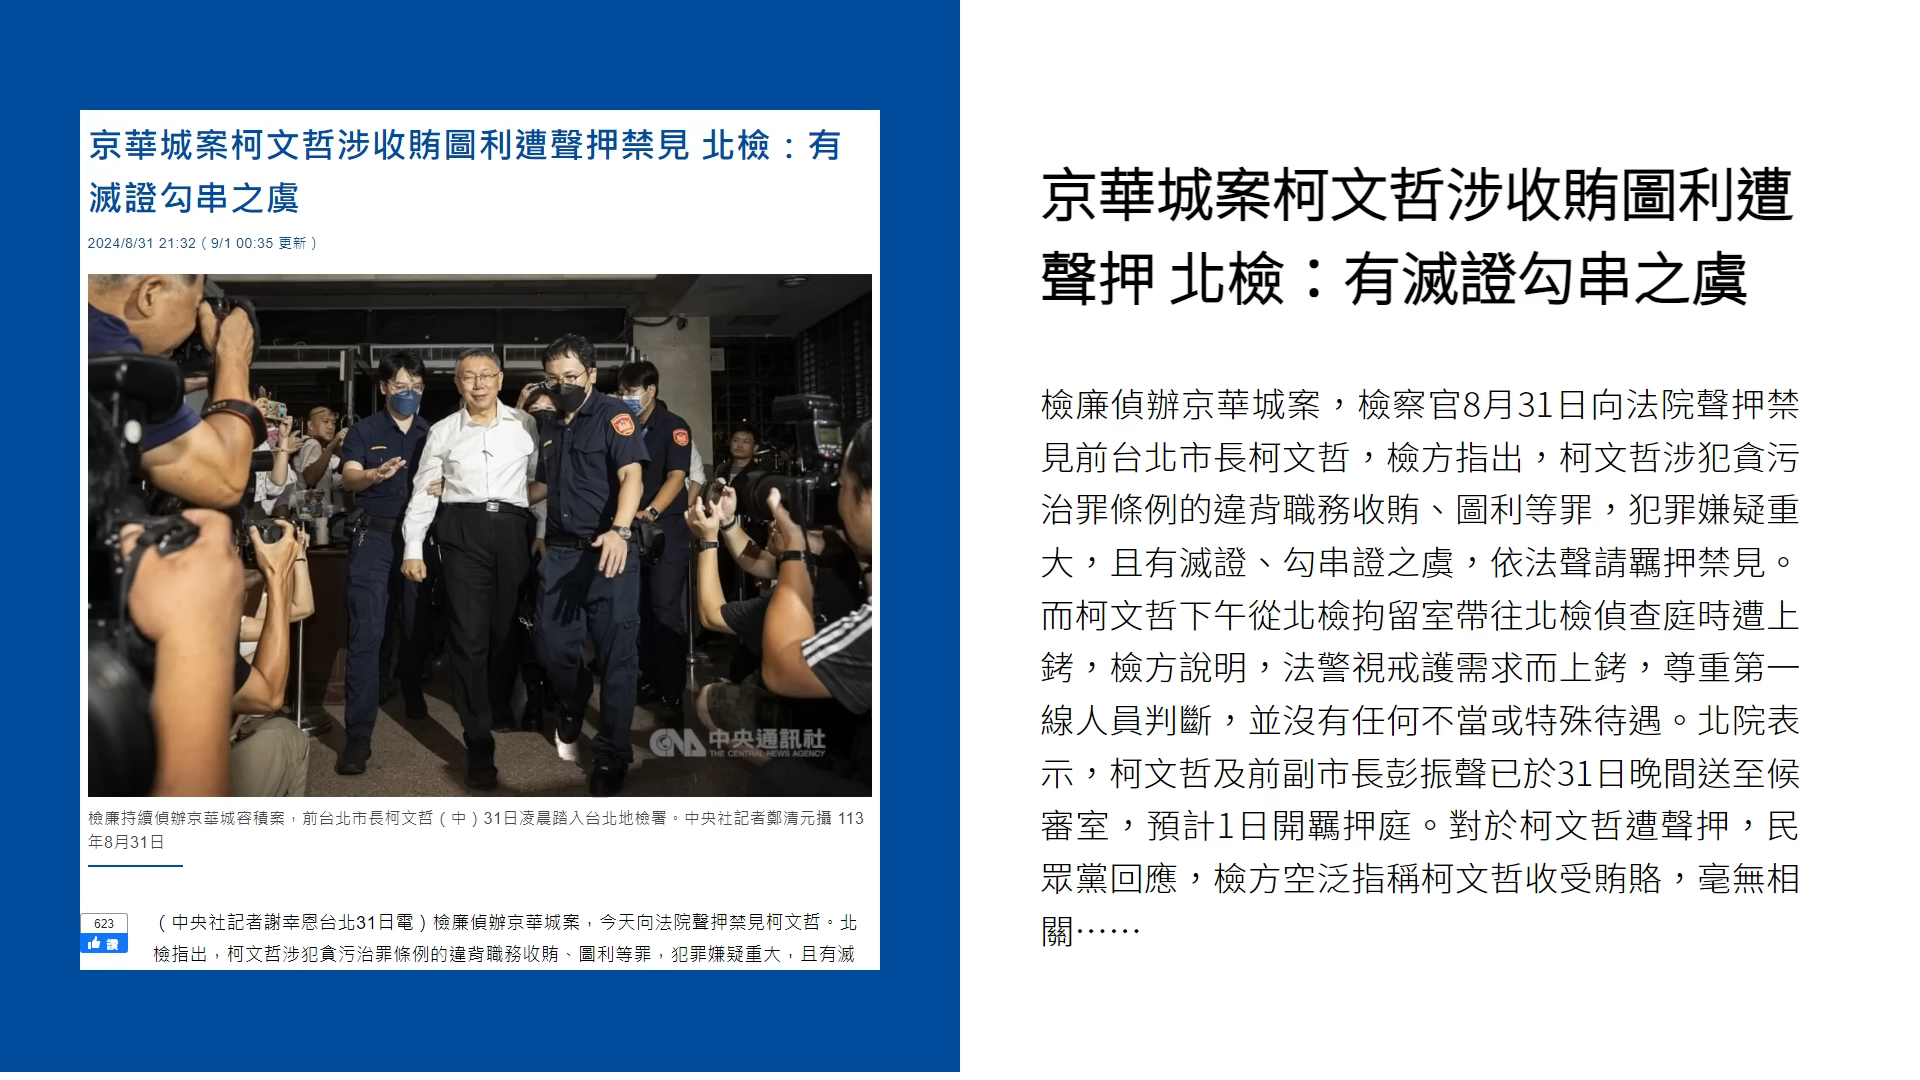 京華城案柯文哲涉收賄圖利遭聲押禁見 北檢：有
滅證勾串之虞
2024/8/31 21:32（9/1 00:35 更新）
CNA 中央通訊社
THE CENTRAL NEWS AGENCY
檢廉持續偵辦京華城容積案，前台北市長柯文哲（中）31日凌晨踏入台北地檢署。中央社記者鄭清元攝 113
年8月31日
623
讚
（中央社記者謝幸恩台北31日電）檢廉偵辦京華城案，今天向法院聲押禁見柯文哲。北
檢指出，柯文哲涉犯貪污治罪條例的違背職務收賄、圖利等罪，犯罪嫌疑重大，且有滅
京華城案柯文哲涉收賄圖利遭
聲押 北檢：有滅證勾串之虞
檢廉偵辦京華城案，檢察官8月31日向法院聲押禁
見前台北市長柯文哲，檢方指出，柯文哲涉犯貪污
治罪條例的違背職務收賄、圖利等罪，犯罪嫌疑重
大，且有滅證、勾串證之虞，依法聲請羈押禁見。
而柯文哲下午從北檢拘留室帶往北檢偵查庭時遭上
銬，檢方說明，法警視戒護需求而上銬，尊重第一
線人員判斷，並沒有任何不當或特殊待遇。北院表
示，柯文哲及前副市長彭振聲已於31日晚間送至候
審室，預計1日開羈押庭。對於柯文哲遭聲押，民
眾黨回應，檢方空泛指稱柯文哲收受賄賂，毫無相
關⋯⋯